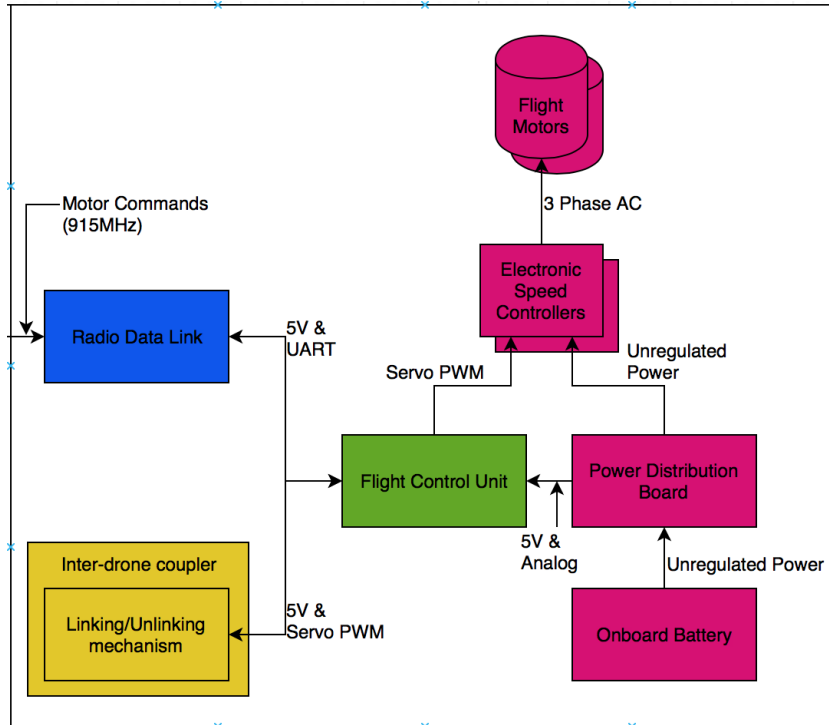 Flight
Motors
3 Phase AC
Motor Commands
(915MHz)
Electronic
Speed
Controllers
Radio Data Link
5V &
UART
Unregulated
Power
Servo PWM
Flight Control Unit
Power Distribution
Board
5V &
Analog
Inter-drone coupler
Unregulated Power
Linking/Unlinking
mechanism
5V &
Servo PWM
Onboard Battery